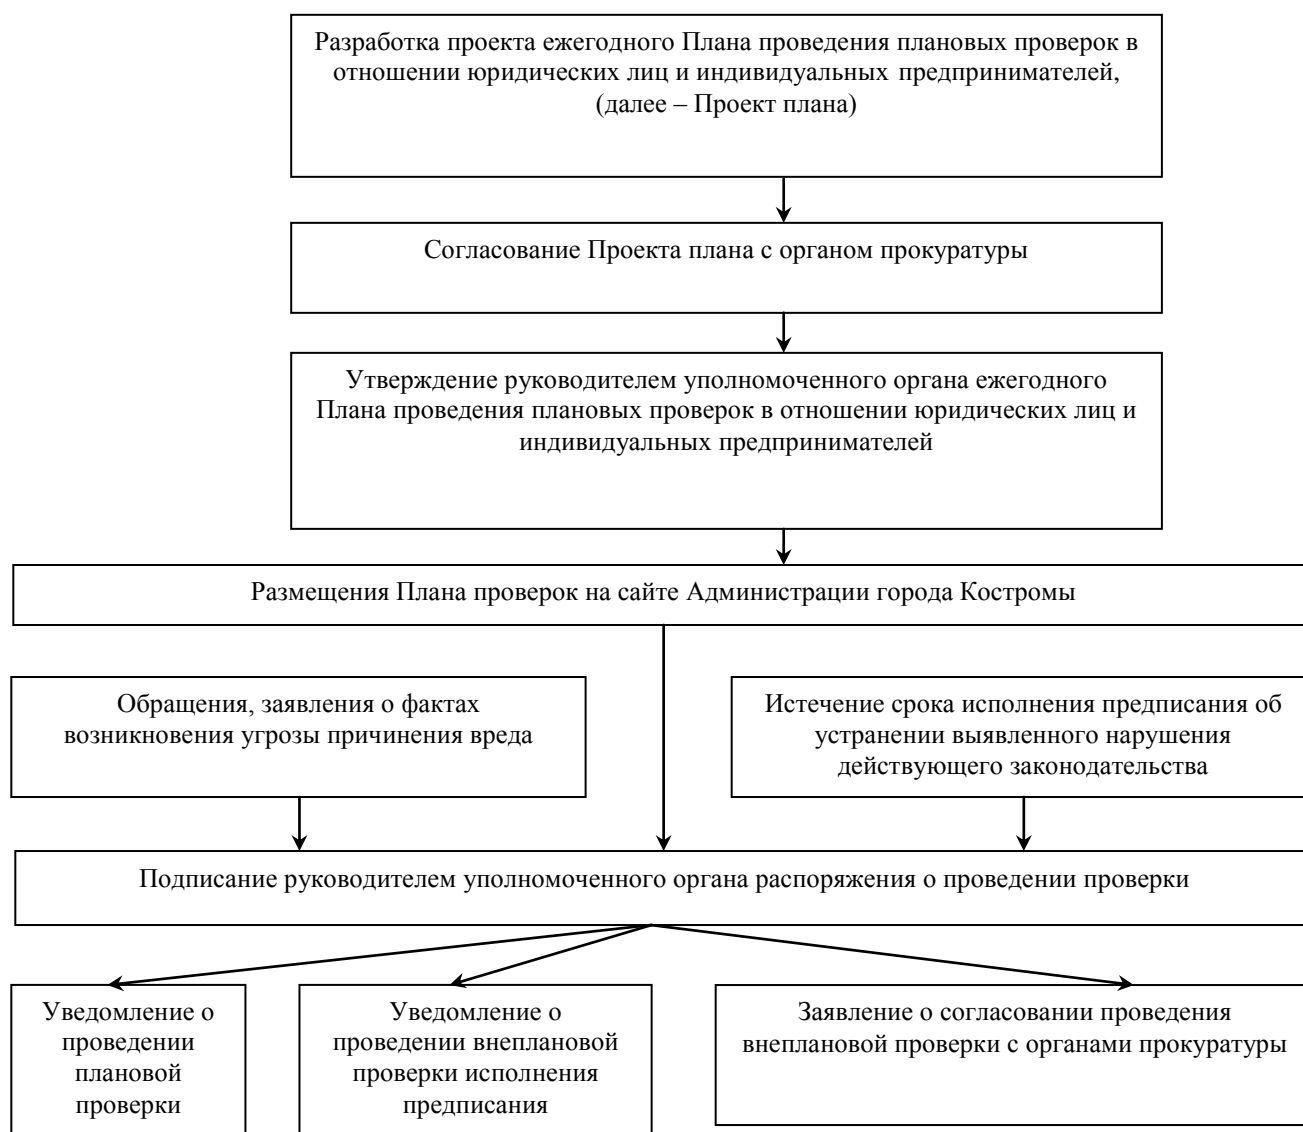 Разработка проекта ежегодного Плана проведения плановых проверок в
отношении юридических лиц и индивидуальных предпринимателей,
(далее – Проект плана)
Согласование Проекта плана с органом прокуратуры
Утверждение руководителем уполномоченного органа ежегодного
Плана проведения плановых проверок в отношении юридических лиц и
индивидуальных предпринимателей
Размещения Плана проверок на сайте Администрации города Костромы
Обращения, заявления о фактах
возникновения угрозы причинения вреда
Истечение срока исполнения предписания об
устранении выявленного нарушения
действующего законодательства
Подписание руководителем уполномоченного органа распоряжения о проведении проверки
Уведомление о
проведении
плановой
проверки
Уведомление о
проведении внеплановой
проверки исполнения
предписания
Заявление о согласовании проведения
внеплановой проверки с органами прокуратуры